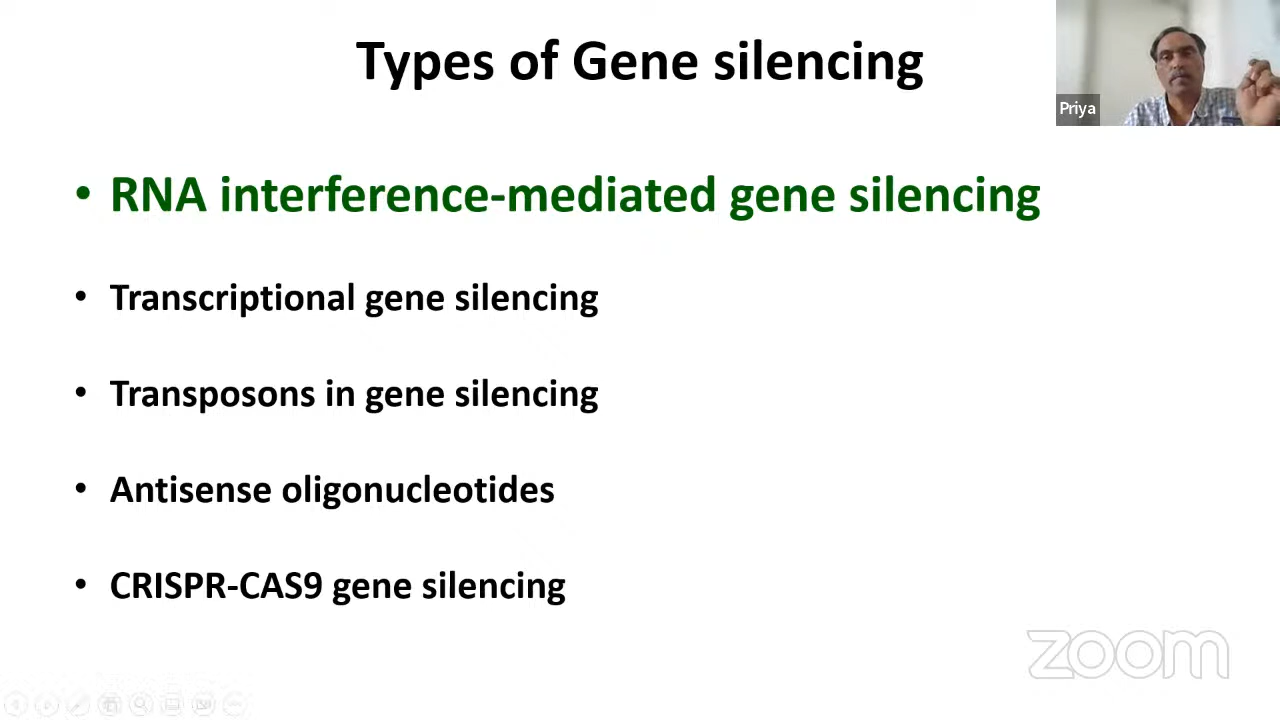 Types of Gene silencing
Priya
• RNA interference-mediated gene silencing
• Transcriptional gene silencing
• Transposons in gene silencing
• Antisense oligonucleotides
• CRISPR-CAS9 gene silencing
zoom